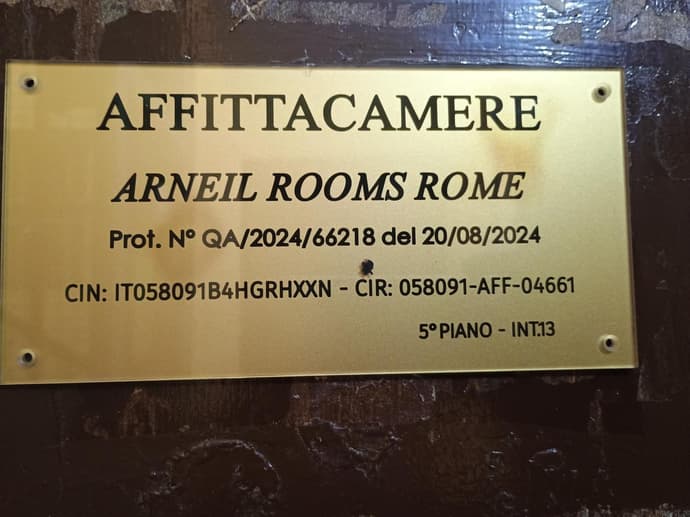 AFFITTACAMERE
ARNEIL ROOMS ROME
Prot. N° QA/2024/66218 del 20/08/2024
CIN: IT058091B4HGRHXXN - CIR: 058091-AFF-04661
5° PIANO - INT.13